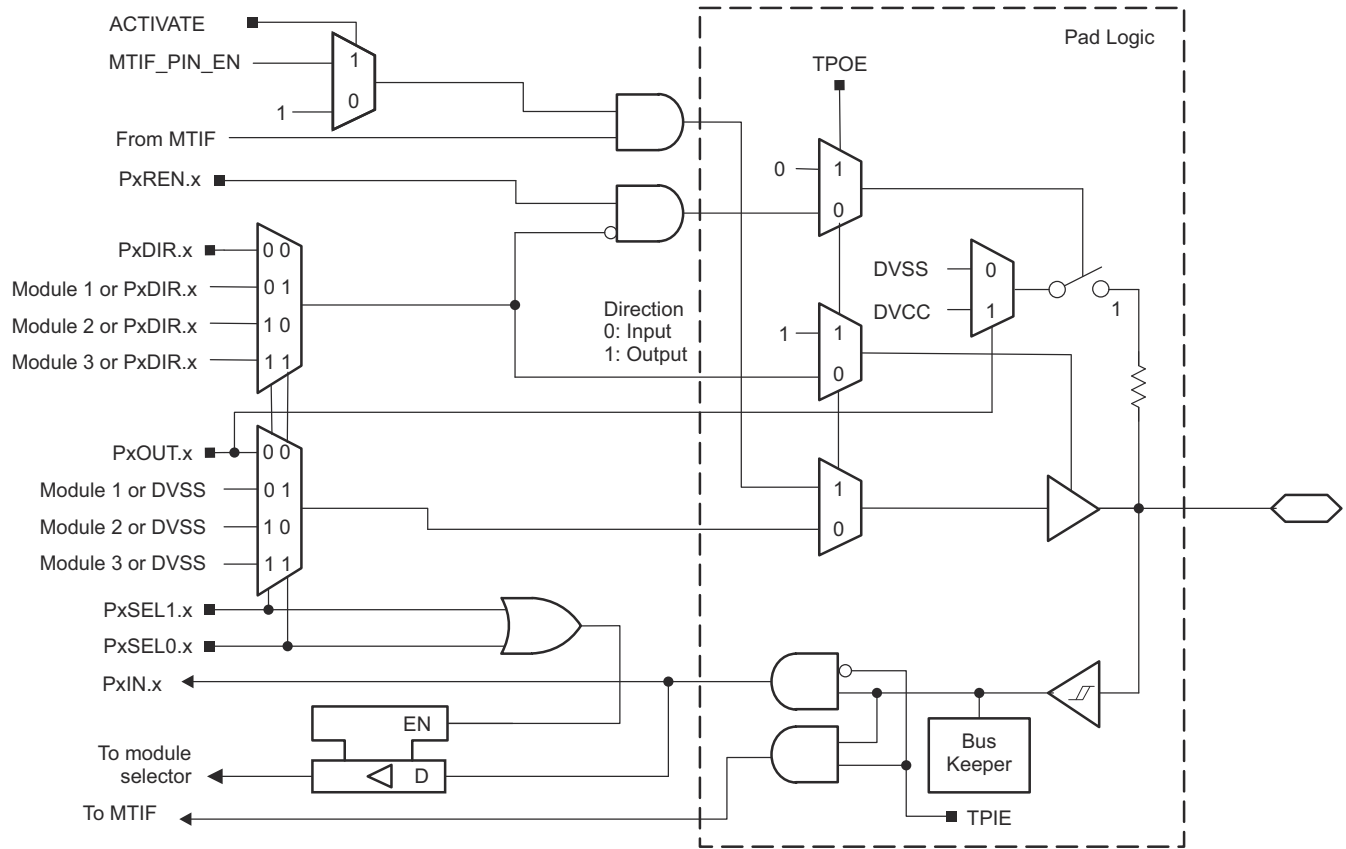 ACTIVATE
Pad Logic
MTIF_PIN_EN
1
0
1
TPOE
From MTIF
PxREN.x
0
1
0
PxDIR.x
0 0
Module 1 or PxDIR.x
0 1
Module 2 or PxDIR.x
1 0
Module 3 or PxDIR.x
1 1
Direction
0: Input
1: Output
DVSS
0
DVCC
1
1
1
1
0
PxOUT.x
0 0
Module 1 or DVSS
0 1
Module 2 or DVSS
1 0
Module 3 or DVSS
1 1
1
0
PxSEL1.x
PxSEL0.x
PxIN.x
EN
D
To module
selector
To MTIF
Bus
Keeper
TPIE